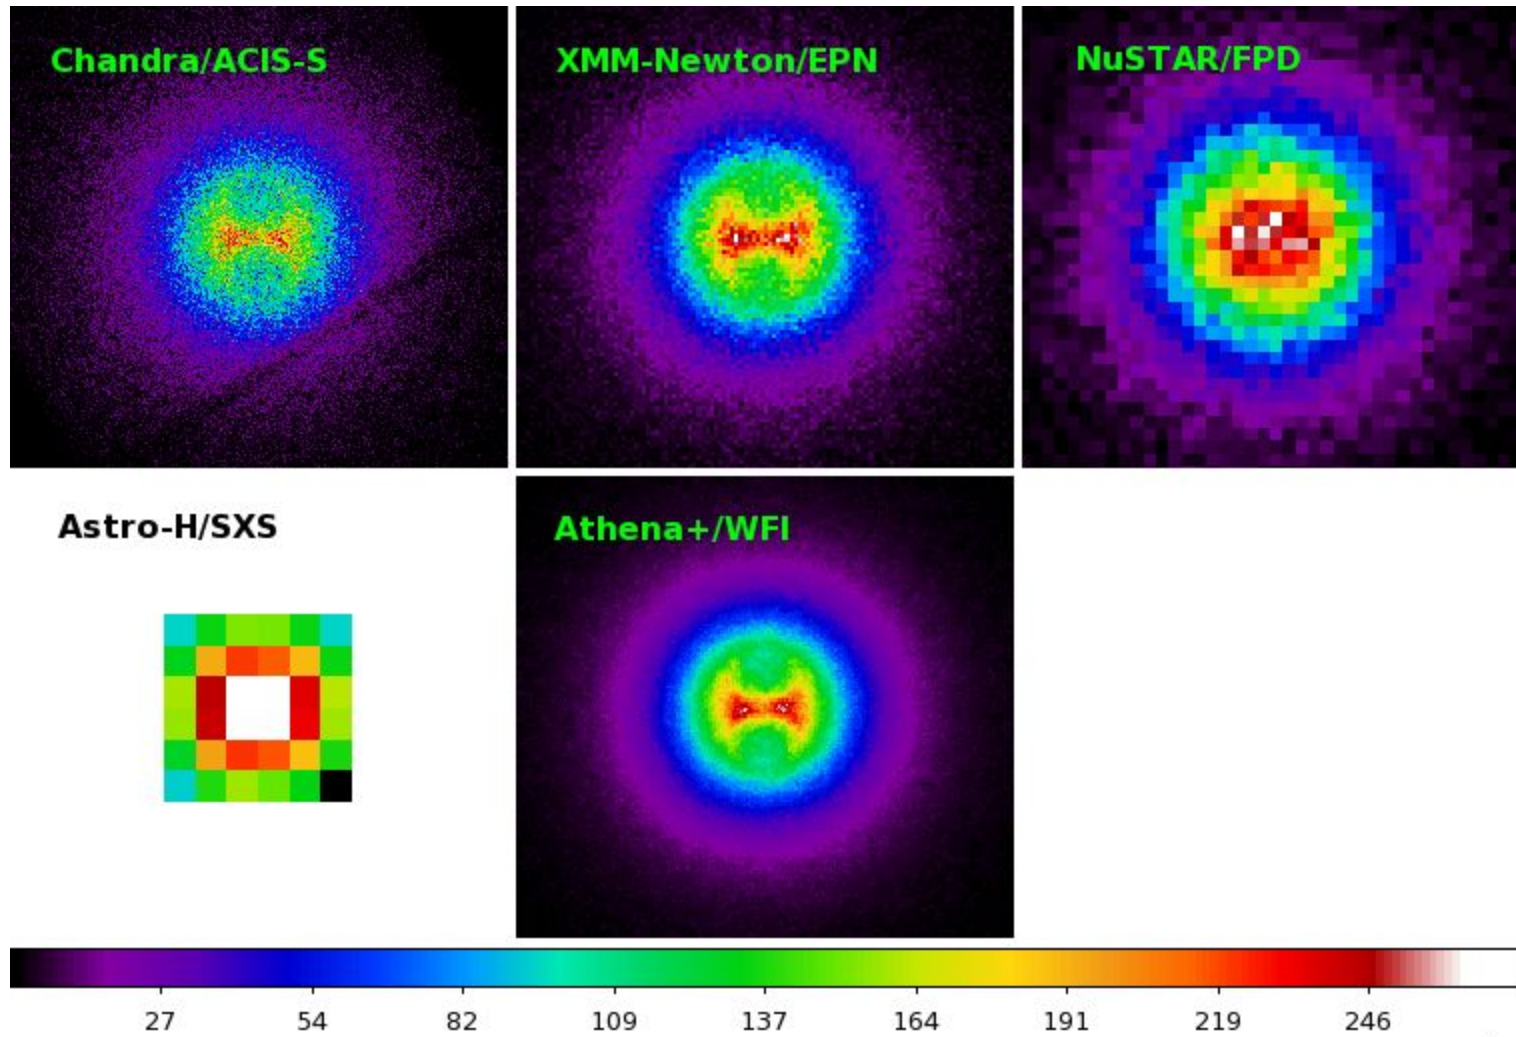 Chandra/ACIS-S
XMM-Newton/EPN
NuSTAR/FPD
Astro-H/SXS
Athena+/WFI
27 54 82 109 137 164 191 219 246